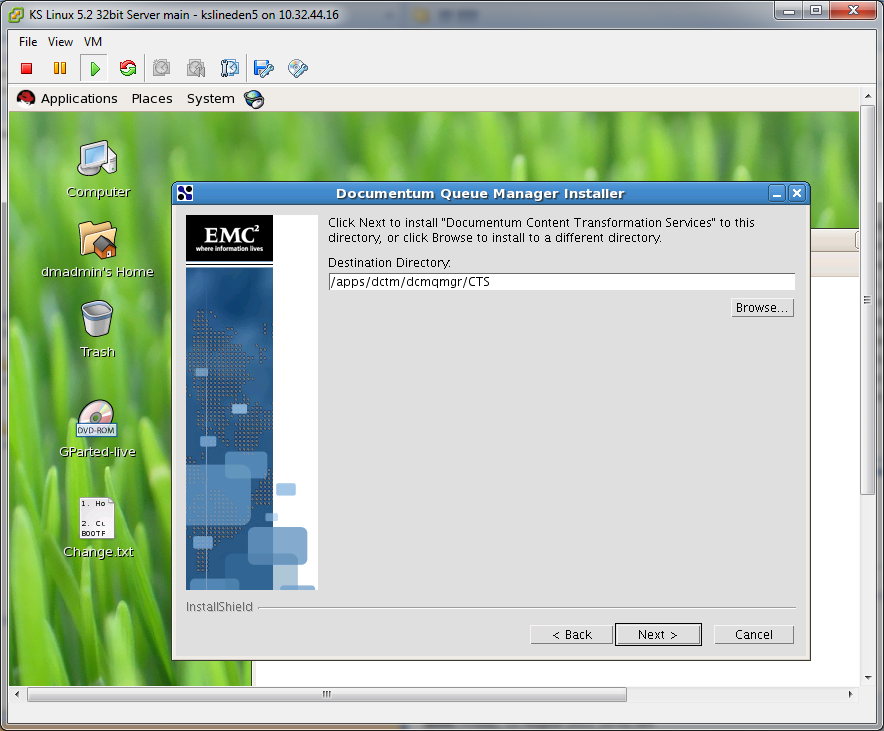 KS Linux 5.2 32bit Server main - kslineden5 on 10.32.44.16
File View VM
Applications Places System
Computer
dmadmin's Home
Trash
DVD-ROM
GParted-live
1. Ho
2. Cu
BOOTF
Change.txt
Documentum Queue Manager Installer
EMC²
where information lives
Click Next to install "Documentum Content Transformation Services" to this
directory, or click Browse to install to a different directory.
Destination Directory:
/apps/dctm/dcmqmgr/CTS
Browse...
InstallShield
< Back
Next >
Cancel